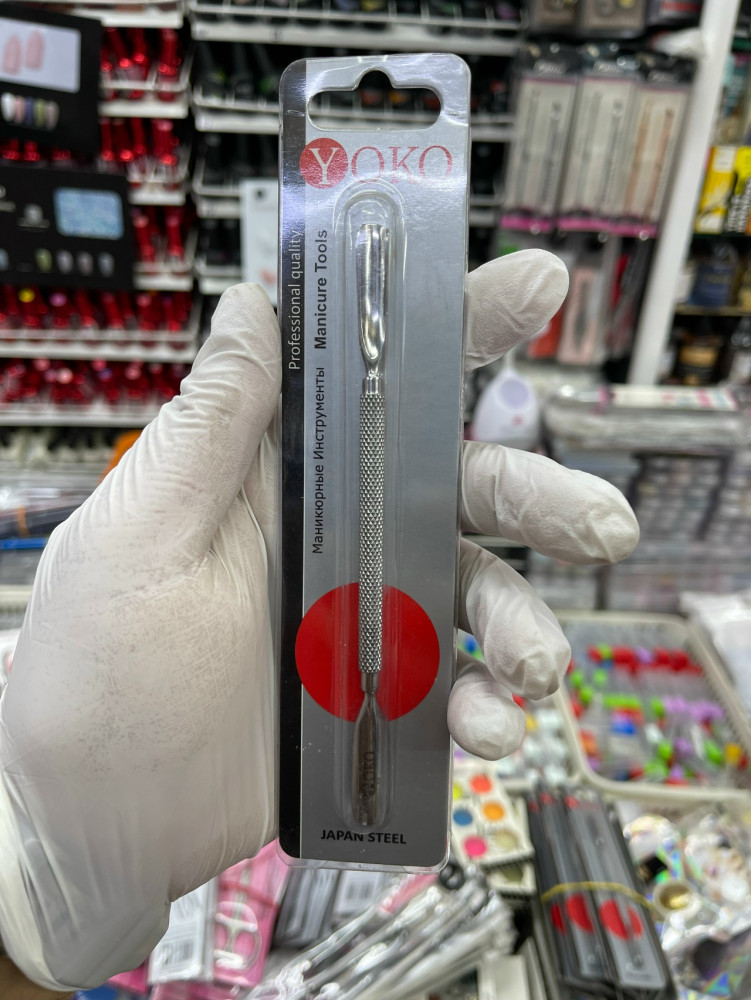 YOKO
Professional quality
Маникюрные Инструменты Manicure Tools
YOKO
JAPAN STEEL